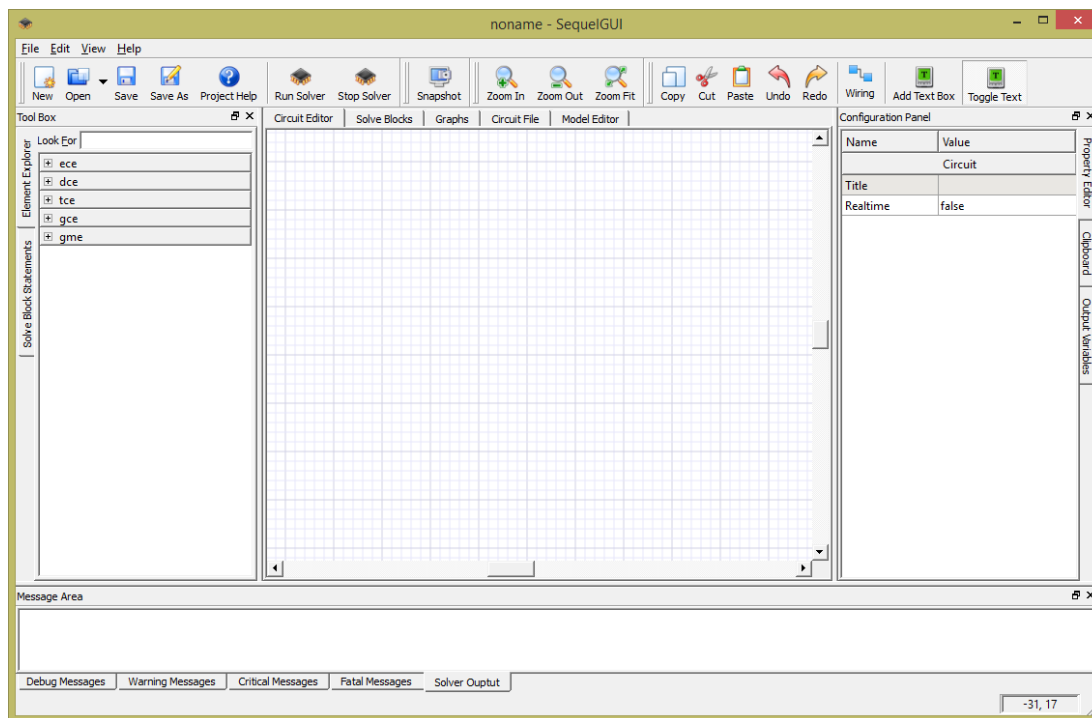 noname - SequelGUI
File Edit View Help
New Open Save Save As Project Help Run Solver Stop Solver Snapshot Zoom In Zoom Out Zoom Fit Copy Cut Paste Undo Redo Wiring Add Text Box Toggle Text
Tool Box
Look For
Element Explorer
Solve Block Statements
ece
dce
tce
gce
gme
Circuit Editor Solve Blocks Graphs Circuit File Model Editor
Configuration Panel
Name Value
Circuit
Title
Realtime false
Property Editor
Clipboard
Output Variables
Message Area
Debug Messages Warning Messages Critical Messages Fatal Messages Solver Ouptut
-31, 17